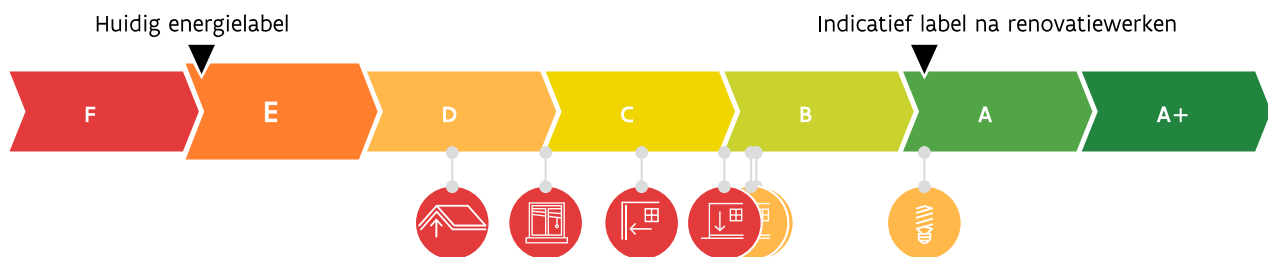 Huidig energielabel Indicatief label na renovatiewerken
F E D C B A A+